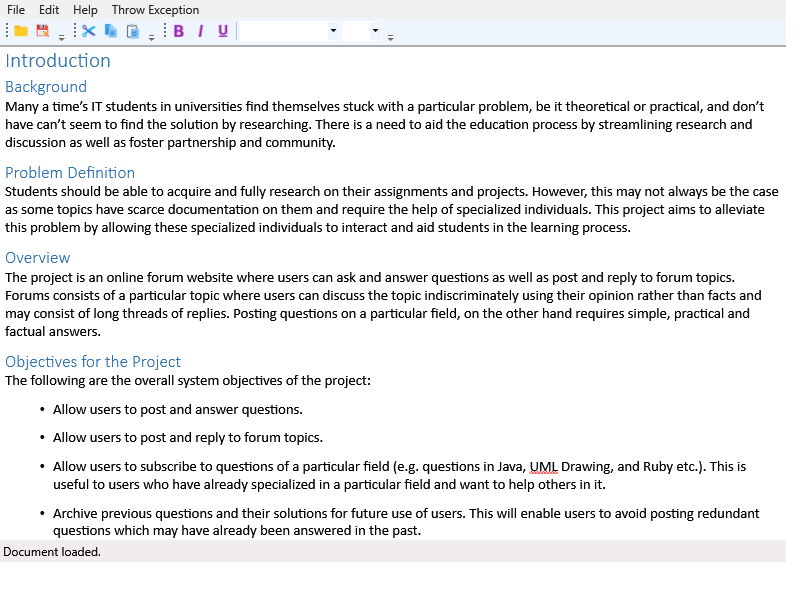 File Edit Help Throw Exception
B I U
Introduction
Background
Many a time’s IT students in universities find themselves stuck with a particular problem, be it theoretical or practical, and don’t
have can’t seem to find the solution by researching. There is a need to aid the education process by streamlining research and
discussion as well as foster partnership and community.
Problem Definition
Students should be able to acquire and fully research on their assignments and projects. However, this may not always be the case
as some topics have scarce documentation on them and require the help of specialized individuals. This project aims to alleviate
this problem by allowing these specialized individuals to interact and aid students in the learning process.
Overview
The project is an online forum website where users can ask and answer questions as well as post and reply to forum topics.
Forums consists of a particular topic where users can discuss the topic indiscriminately using their opinion rather than facts and
may consist of long threads of replies. Posting questions on a particular field, on the other hand requires simple, practical and
factual answers.
Objectives for the Project
The following are the overall system objectives of the project:
• Allow users to post and answer questions.
• Allow users to post and reply to forum topics.
• Allow users to subscribe to questions of a particular field (e.g. questions in Java, UML Drawing, and Ruby etc.). This is
useful to users who have already specialized in a particular field and want to help others in it.
• Archive previous questions and their solutions for future use of users. This will enable users to avoid posting redundant
questions which may have already been answered in the past.
Document loaded.